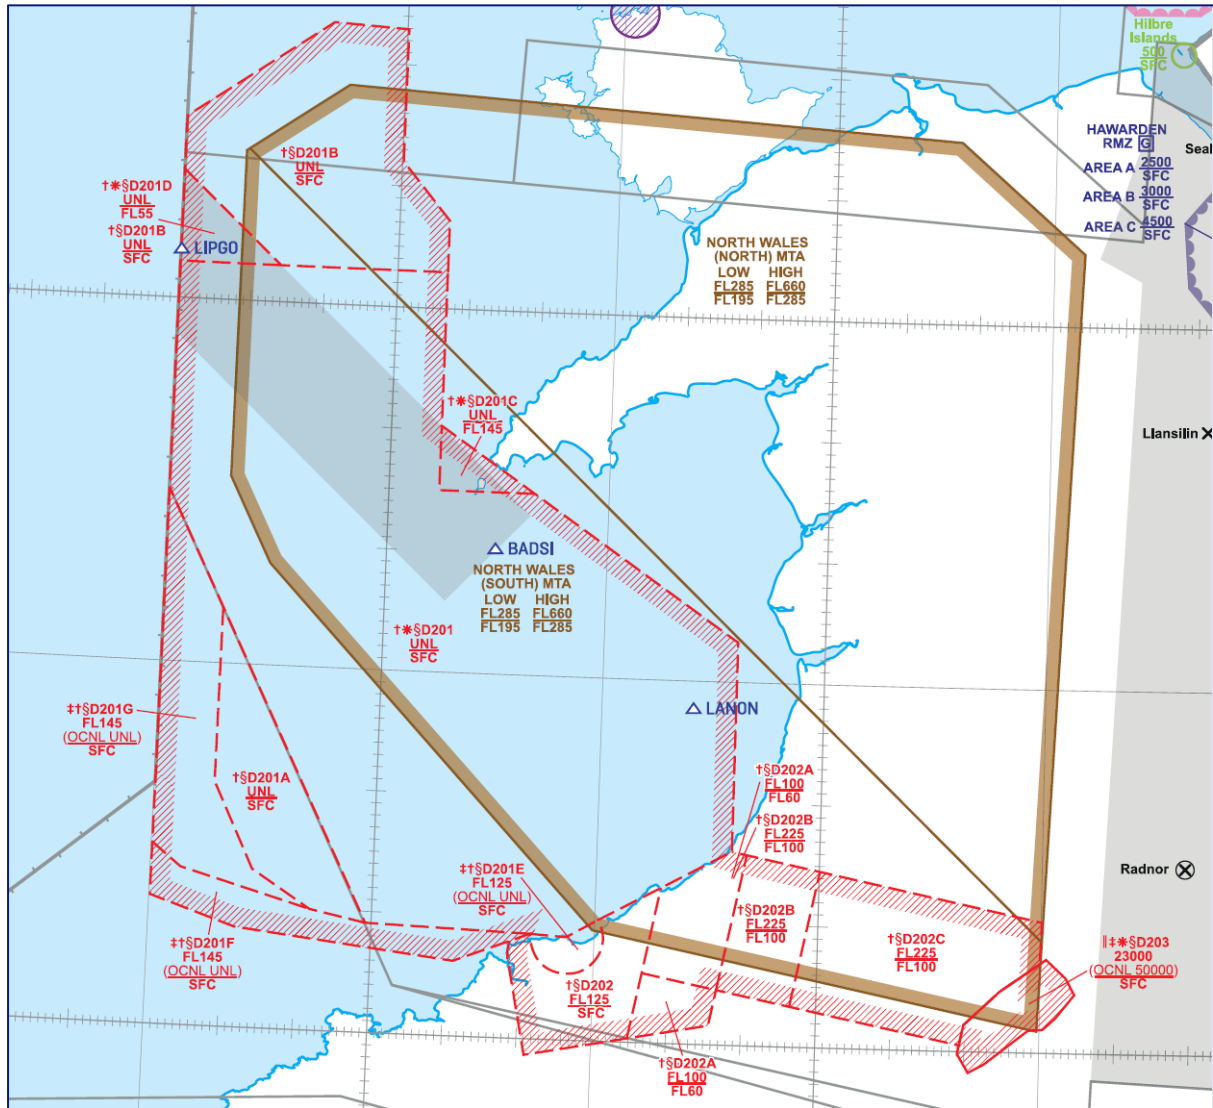 Hilbre
Islands
500
SFC
HAWARDEN
RMZ G
AREA A 2500
SFC
AREA B 3000
SFC
AREA C 4500
SFC
Seal
†§D201B
UNL
SFC
†✱§D201D
UNL
FL55
†§D201B
UNL
SFC
LIPGO
NORTH WALES
(NORTH) MTA
LOW HIGH
FL285 FL660
FL195 FL285
†✱§D201C
UNL
FL145
Llansilin
BADSI
NORTH WALES
(SOUTH) MTA
LOW HIGH
FL285 FL660
FL195 FL285
†✱§D201
UNL
SFC
LANON
‡†§D201G
FL145
(OCNL UNL)
SFC
†§D201A
UNL
SFC
†§D202A
FL100
FL60
†§D202B
FL225
FL100
‡†§D201E
FL125
(OCNL UNL)
SFC
Radnor
†§D202B
FL225
FL100
†§D202C
FL225
FL100
‡†§D201F
FL145
(OCNL UNL)
SFC
‖‡✱§D203
23000
(OCNL 50000)
SFC
†§D202
FL125
SFC
†§D202A
FL100
FL60